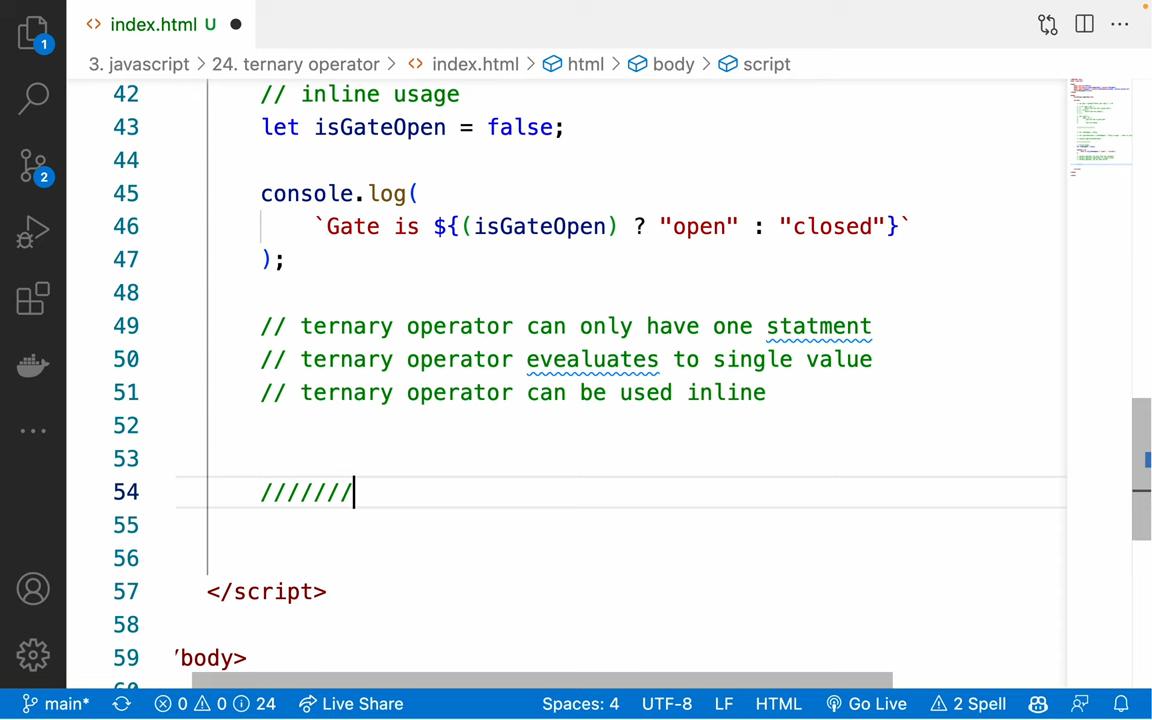 index.html U
3. javascript > 24. ternary operator > index.html > html > body > script
42 // inline usage
43 let isGateOpen = false;
44
45 console.log(
46 `Gate is ${(isGateOpen) ? "open" : "closed"}`
47 );
48
49 // ternary operator can only have one statment
50 // ternary operator evealuates to single value
51 // ternary operator can be used inline
52
53
54 ///////
55
56
57 </script>
58
59 /body>
1
2
main* 0 0 24 Live Share Spaces: 4 UTF-8 LF HTML Go Live 2 Spell